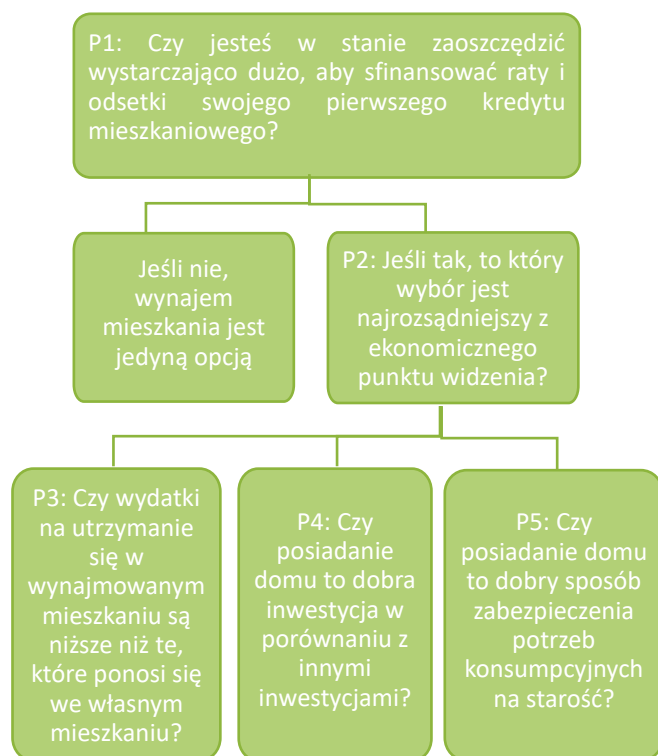 P1: Czy jesteś w stanie zaoszczędzić
wystarczająco dużo, aby sfinansować raty i
odsetki swojego pierwszego kredytu
mieszkaniowego?
Jeśli nie,
wynajem
mieszkania jest
jedyną opcją
P2: Jeśli tak, to który
wybór jest
najrozsądniejszy z
ekonomicznego
punktu widzenia?
P3: Czy wydatki
na utrzymanie
się w
wynajmowanym
mieszkaniu są
niższe niż te,
które ponosi się
we własnym
mieszkaniu?
P4: Czy
posiadanie
domu to dobra
inwestycja w
porównaniu z
innymi
inwestycjami?
P5: Czy
posiadanie domu
to dobry sposób
zabezpieczenia
potrzeb
konsumpcyjnych
na starość?